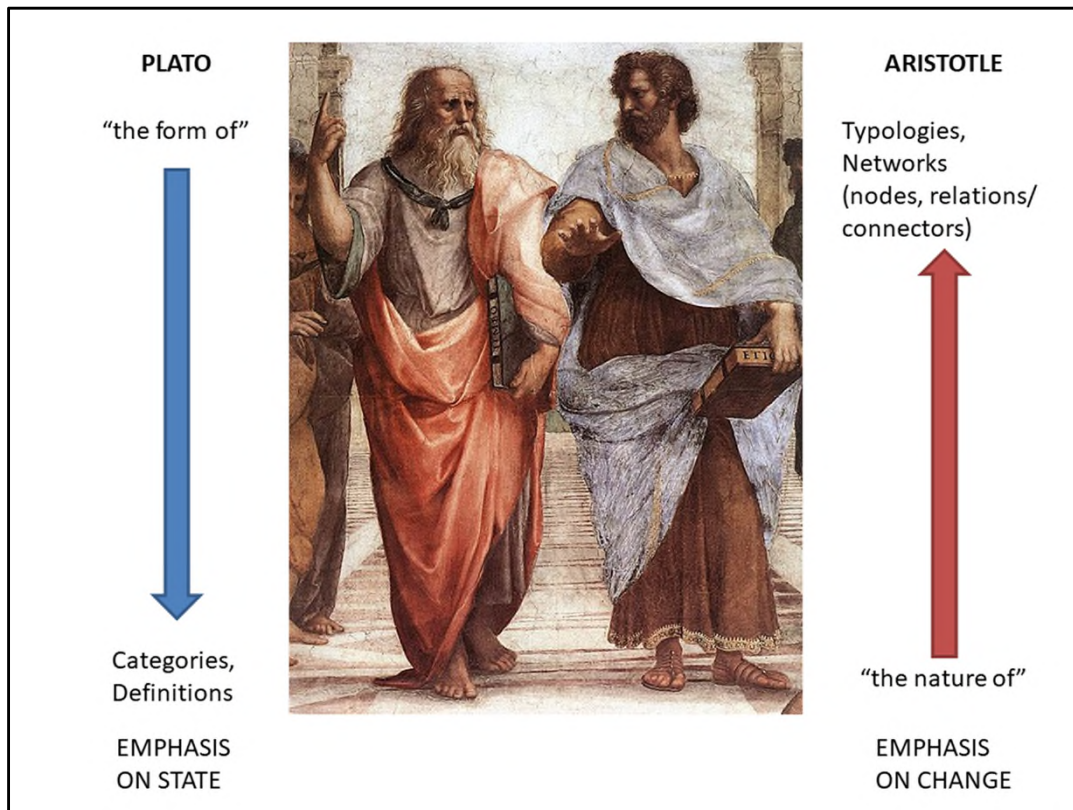 PLATO
“the form of”
Categories,
Definitions
EMPHASIS
ON STATE
ETIC
ARISTOTLE
Typologies,
Networks
(nodes, relations/
connectors)
“the nature of”
EMPHASIS
ON CHANGE